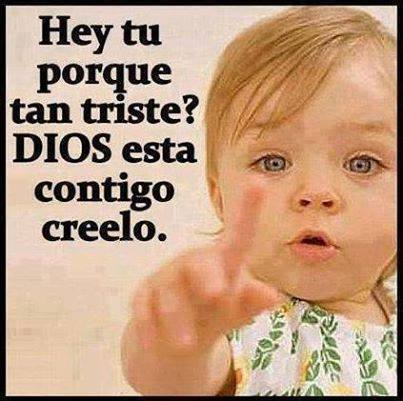 Hey tu
porque
tan triste?
DIOS esta
contigo
creelo.